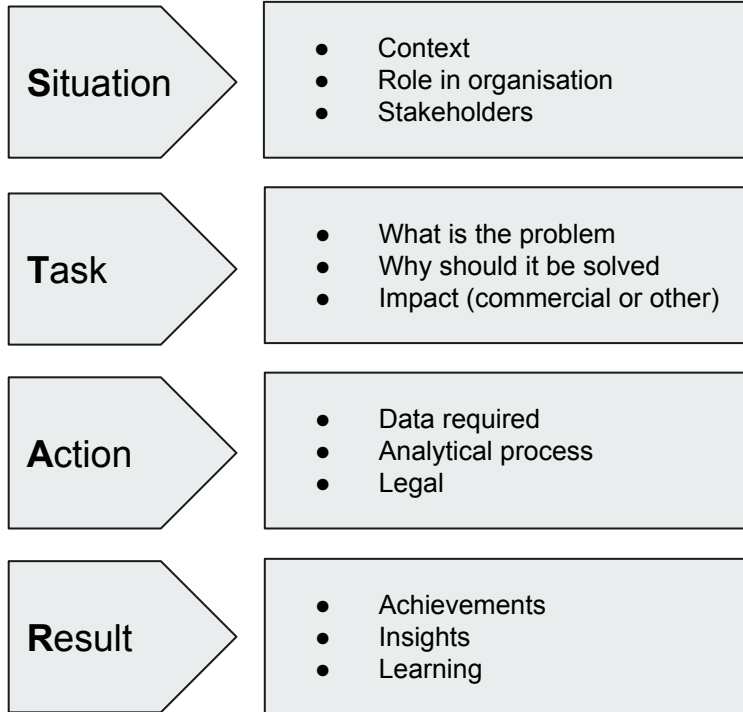 Situation
● Context
● Role in organisation
● Stakeholders
Task
● What is the problem
● Why should it be solved
● Impact (commercial or other)
Action
● Data required
● Analytical process
● Legal
Result
● Achievements
● Insights
● Learning